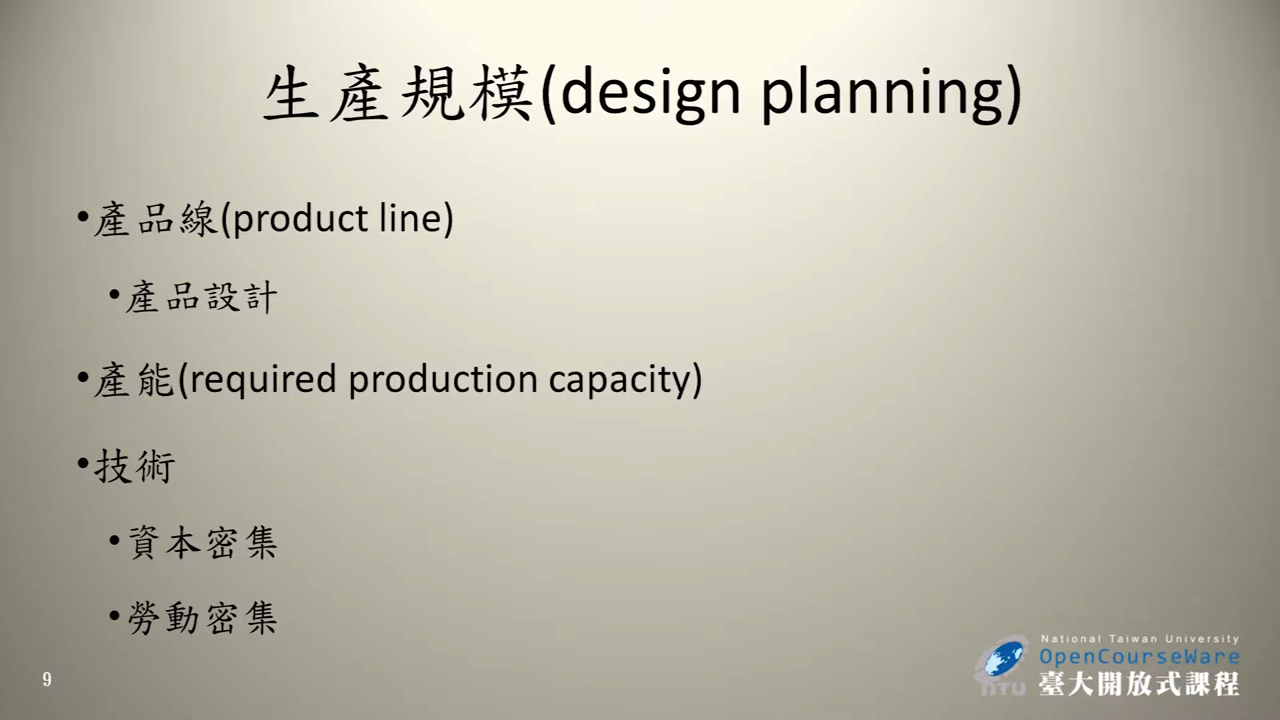 生產規模(design planning)
•產品線(product line)
•產品設計
•產能(required production capacity)
•技術
•資本密集
•勞動密集
9
National Taiwan University
OpenCourseWare
臺大開放式課程
NTU